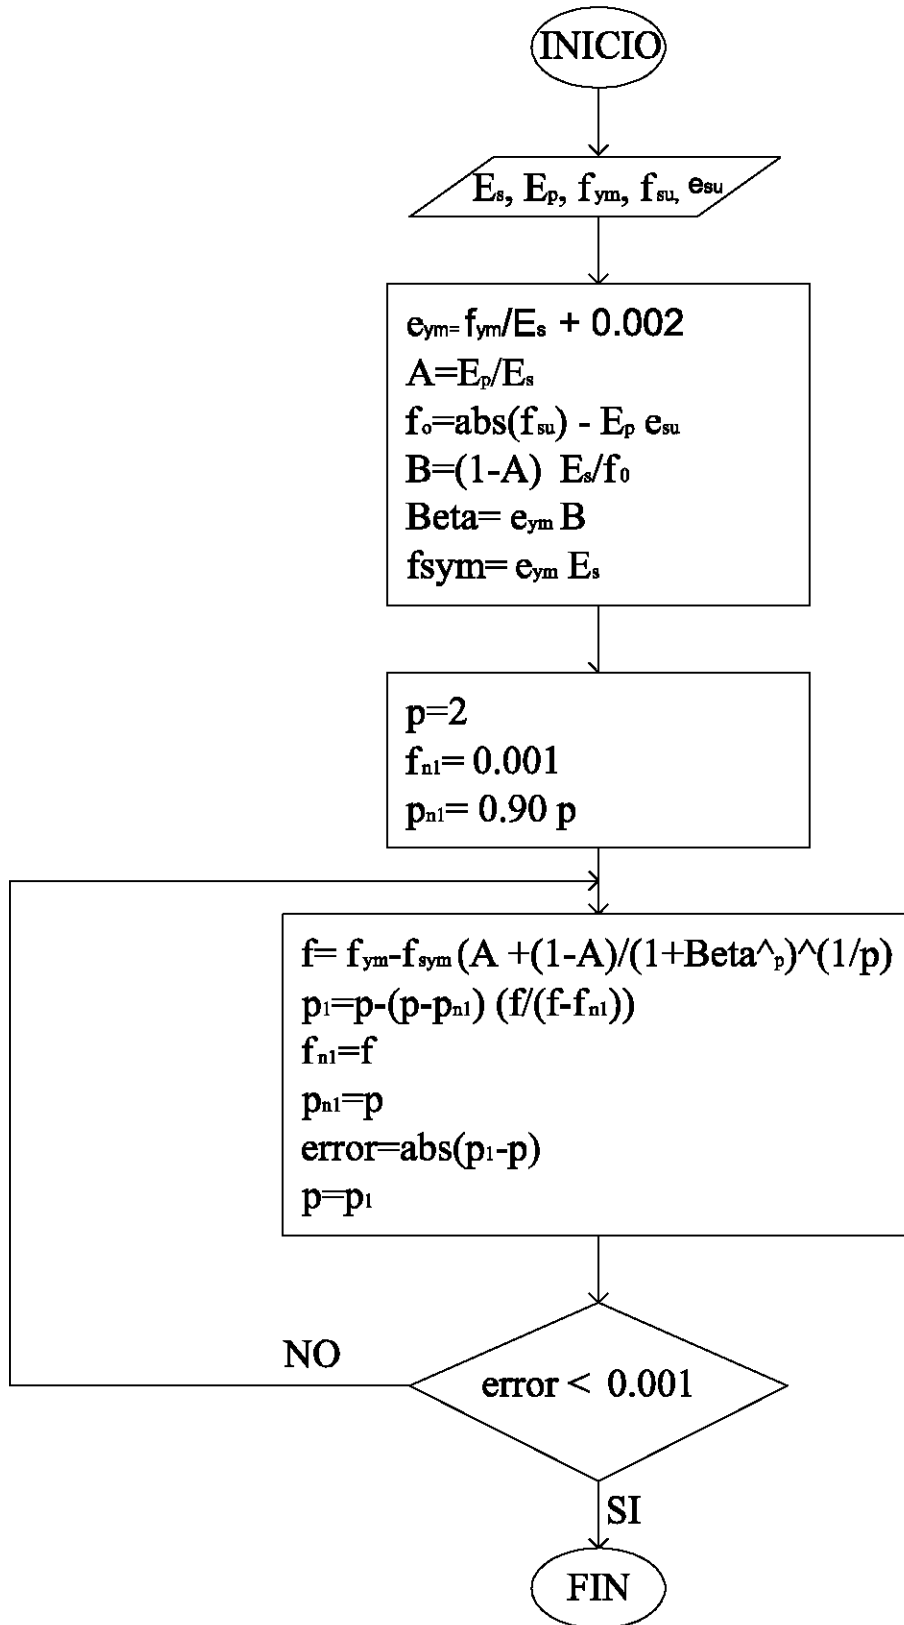 INICIO
Es, Ep, fym, fsu, esu
eym= fym/Es + 0.002
A=Ep/Es
fo=abs(fsu) - Ep esu
B=(1-A) Es/f0
Beta= eym B
fsym= eym Es
p=2
fn1= 0.001
pn1= 0.90 p
f= fym-fsym (A +(1-A)/(1+Beta^p)^(1/p)
p1=p-(p-pn1) (f/(f-fn1))
fn1=f
pn1=p
error=abs(p1-p)
p=p1
NO
error < 0.001
SI
FIN